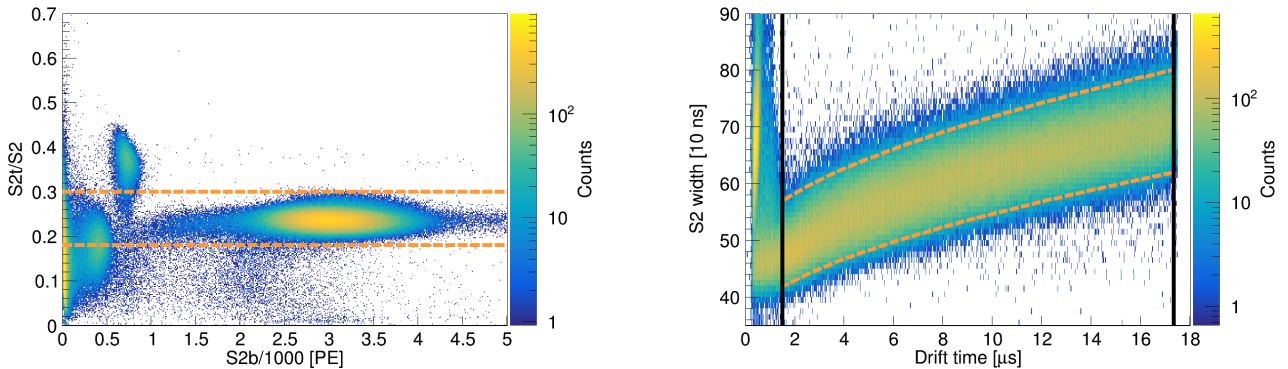 0.7
0.6
0.5
0.4
0.3
0.2
0.1
0
0 0.5 1 1.5 2 2.5 3 3.5 4 4.5 5
S2t/S2
S2b/1000 [PE]
10²
10
1
Counts
90
80
70
60
50
40
0 2 4 6 8 10 12 14 16 18
S2 width [10 ns]
Drift time [μs]
10²
10
1
Counts